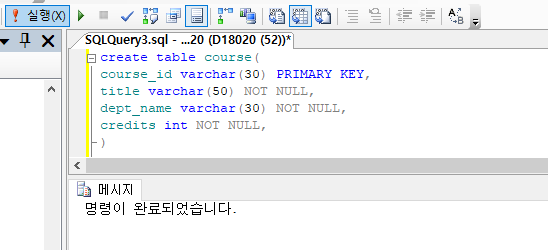 실행(X)
SQLQuery3.sql - ...20 (D18020 (52))*
create table course(
course_id varchar(30) PRIMARY KEY,
title varchar(50) NOT NULL,
dept_name varchar(30) NOT NULL,
credits int NOT NULL,
)
메시지
명령이 완료되었습니다.